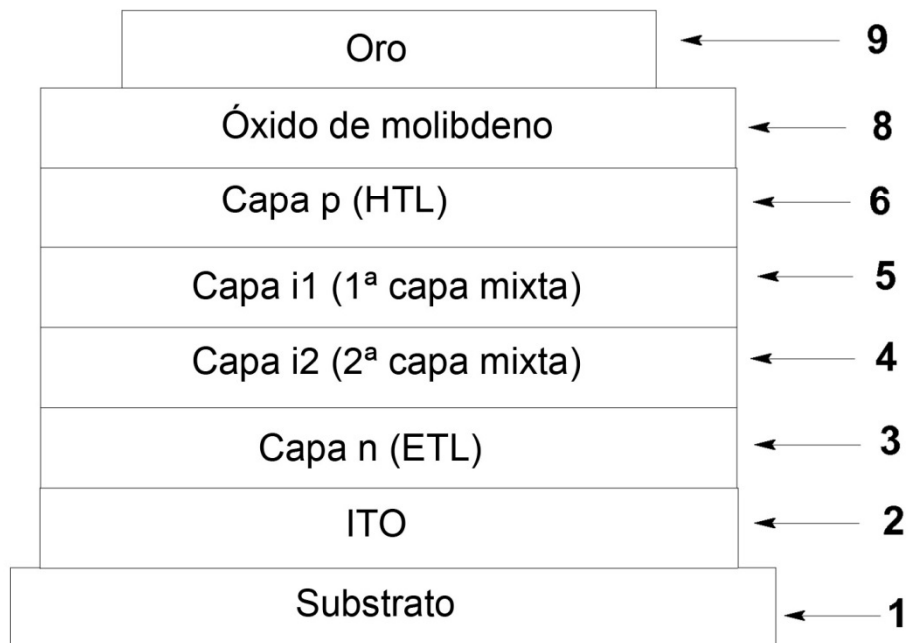 Oro 9
Óxido de molibdeno 8
Capa p (HTL) 6
Capa i1 (1ª capa mixta) 5
Capa i2 (2ª capa mixta) 4
Capa n (ETL) 3
ITO 2
Substrato 1